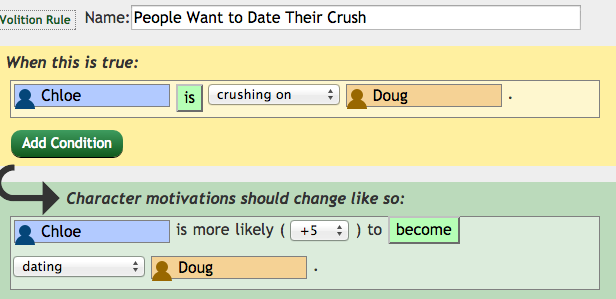 Volition Rule Name: People Want to Date Their Crush
When this is true:
Chloe is crushing on Doug .
Add Condition
Character motivations should change like so:
Chloe is more likely ( +5 ) to become
dating Doug .